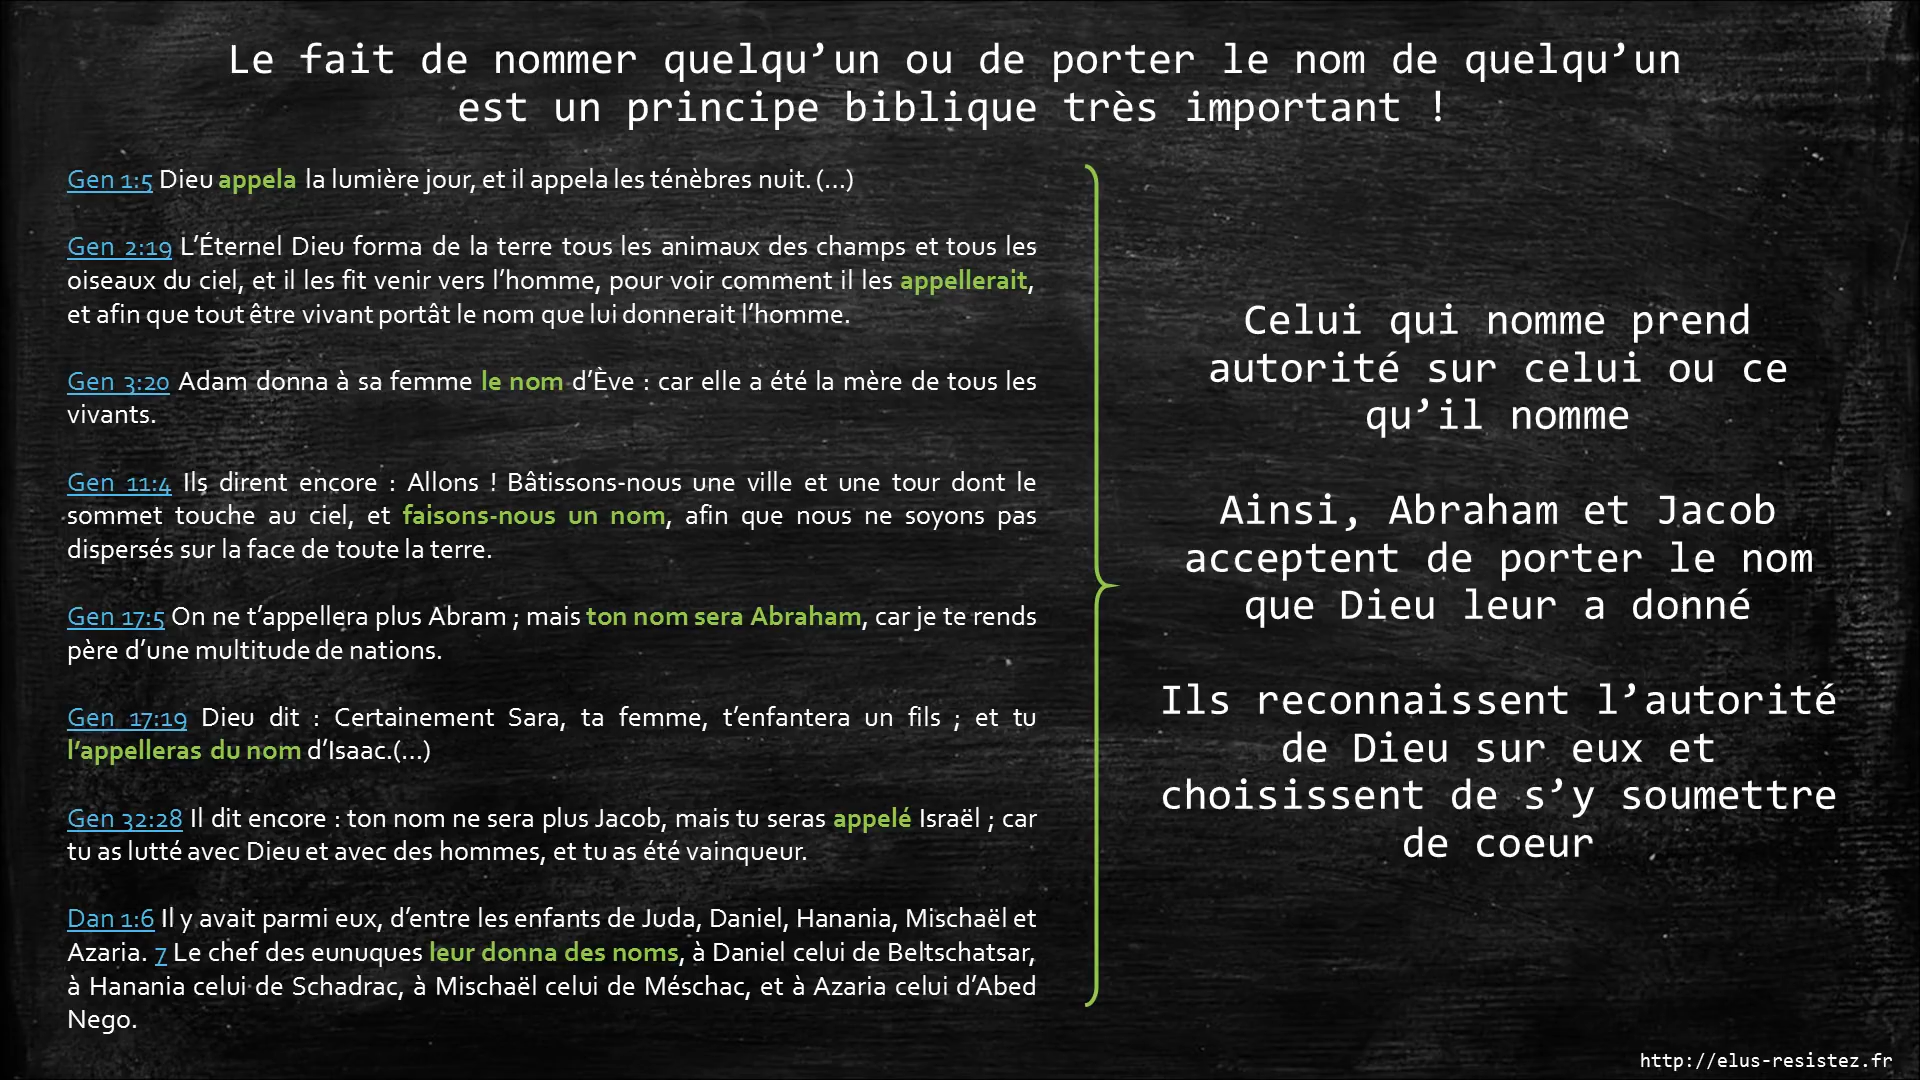 Le fait de nommer quelqu’un ou de porter le nom de quelqu’un
est un principe biblique très important !
Gen 1:5 Dieu appela la lumière jour, et il appela les ténèbres nuit. (…)
Gen 2:19 L’Éternel Dieu forma de la terre tous les animaux des champs et tous les
oiseaux du ciel, et il les fit venir vers l’homme, pour voir comment il les appellerait,
et afin que tout être vivant portât le nom que lui donnerait l’homme.
Gen 3:20 Adam donna à sa femme le nom d’Ève : car elle a été la mère de tous les
vivants.
Gen 11:4 Ils dirent encore : Allons ! Bâtissons-nous une ville et une tour dont le
sommet touche au ciel, et faisons-nous un nom, afin que nous ne soyons pas
dispersés sur la face de toute la terre.
Gen 17:5 On ne t’appellera plus Abram ; mais ton nom sera Abraham, car je te rends
père d’une multitude de nations.
Gen 17:19 Dieu dit : Certainement Sara, ta femme, t’enfantera un fils ; et tu
l’appelleras du nom d’Isaac.(…)
Gen 32:28 Il dit encore : ton nom ne sera plus Jacob, mais tu seras appelé Israël ; car
tu as lutté avec Dieu et avec des hommes, et tu as été vainqueur.
Dan 1:6 Il y avait parmi eux, d’entre les enfants de Juda, Daniel, Hanania, Mischaël et
Azaria. 7 Le chef des eunuques leur donna des noms, à Daniel celui de Beltschatsar,
à Hanania celui de Schadrac, à Mischaël celui de Méschac, et à Azaria celui d’Abed
Nego.
Celui qui nomme prend
autorité sur celui ou ce
qu’il nomme
Ainsi, Abraham et Jacob
acceptent de porter le nom
que Dieu leur a donné
Ils reconnaissent l’autorité
de Dieu sur eux et
choisissent de s’y soumettre
de coeur
http://elus-resistez.fr